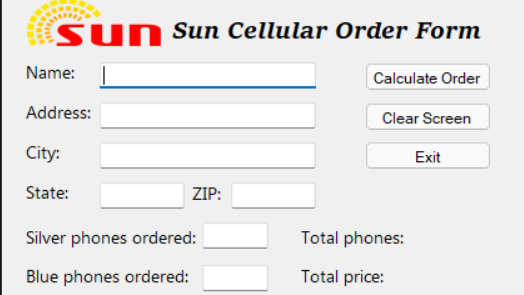 sun Sun Cellular Order Form
Name: Calculate Order
Address: Clear Screen
City: Exit
State: ZIP:
Silver phones ordered: Total phones:
Blue phones ordered: Total price: